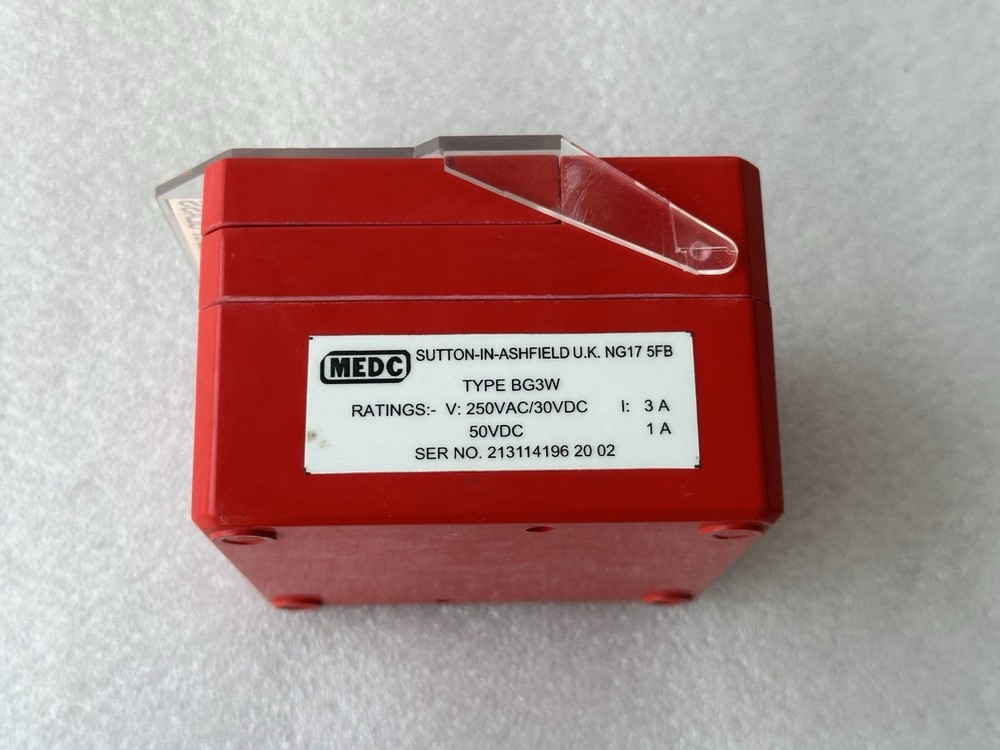 MEDC SUTTON-IN-ASHFIELD U.K. NG17 5FB
TYPE BG3W
RATINGS:- V: 250VAC/30VDC I: 3 A
50VDC 1 A
SER NO. 213114196 20 02